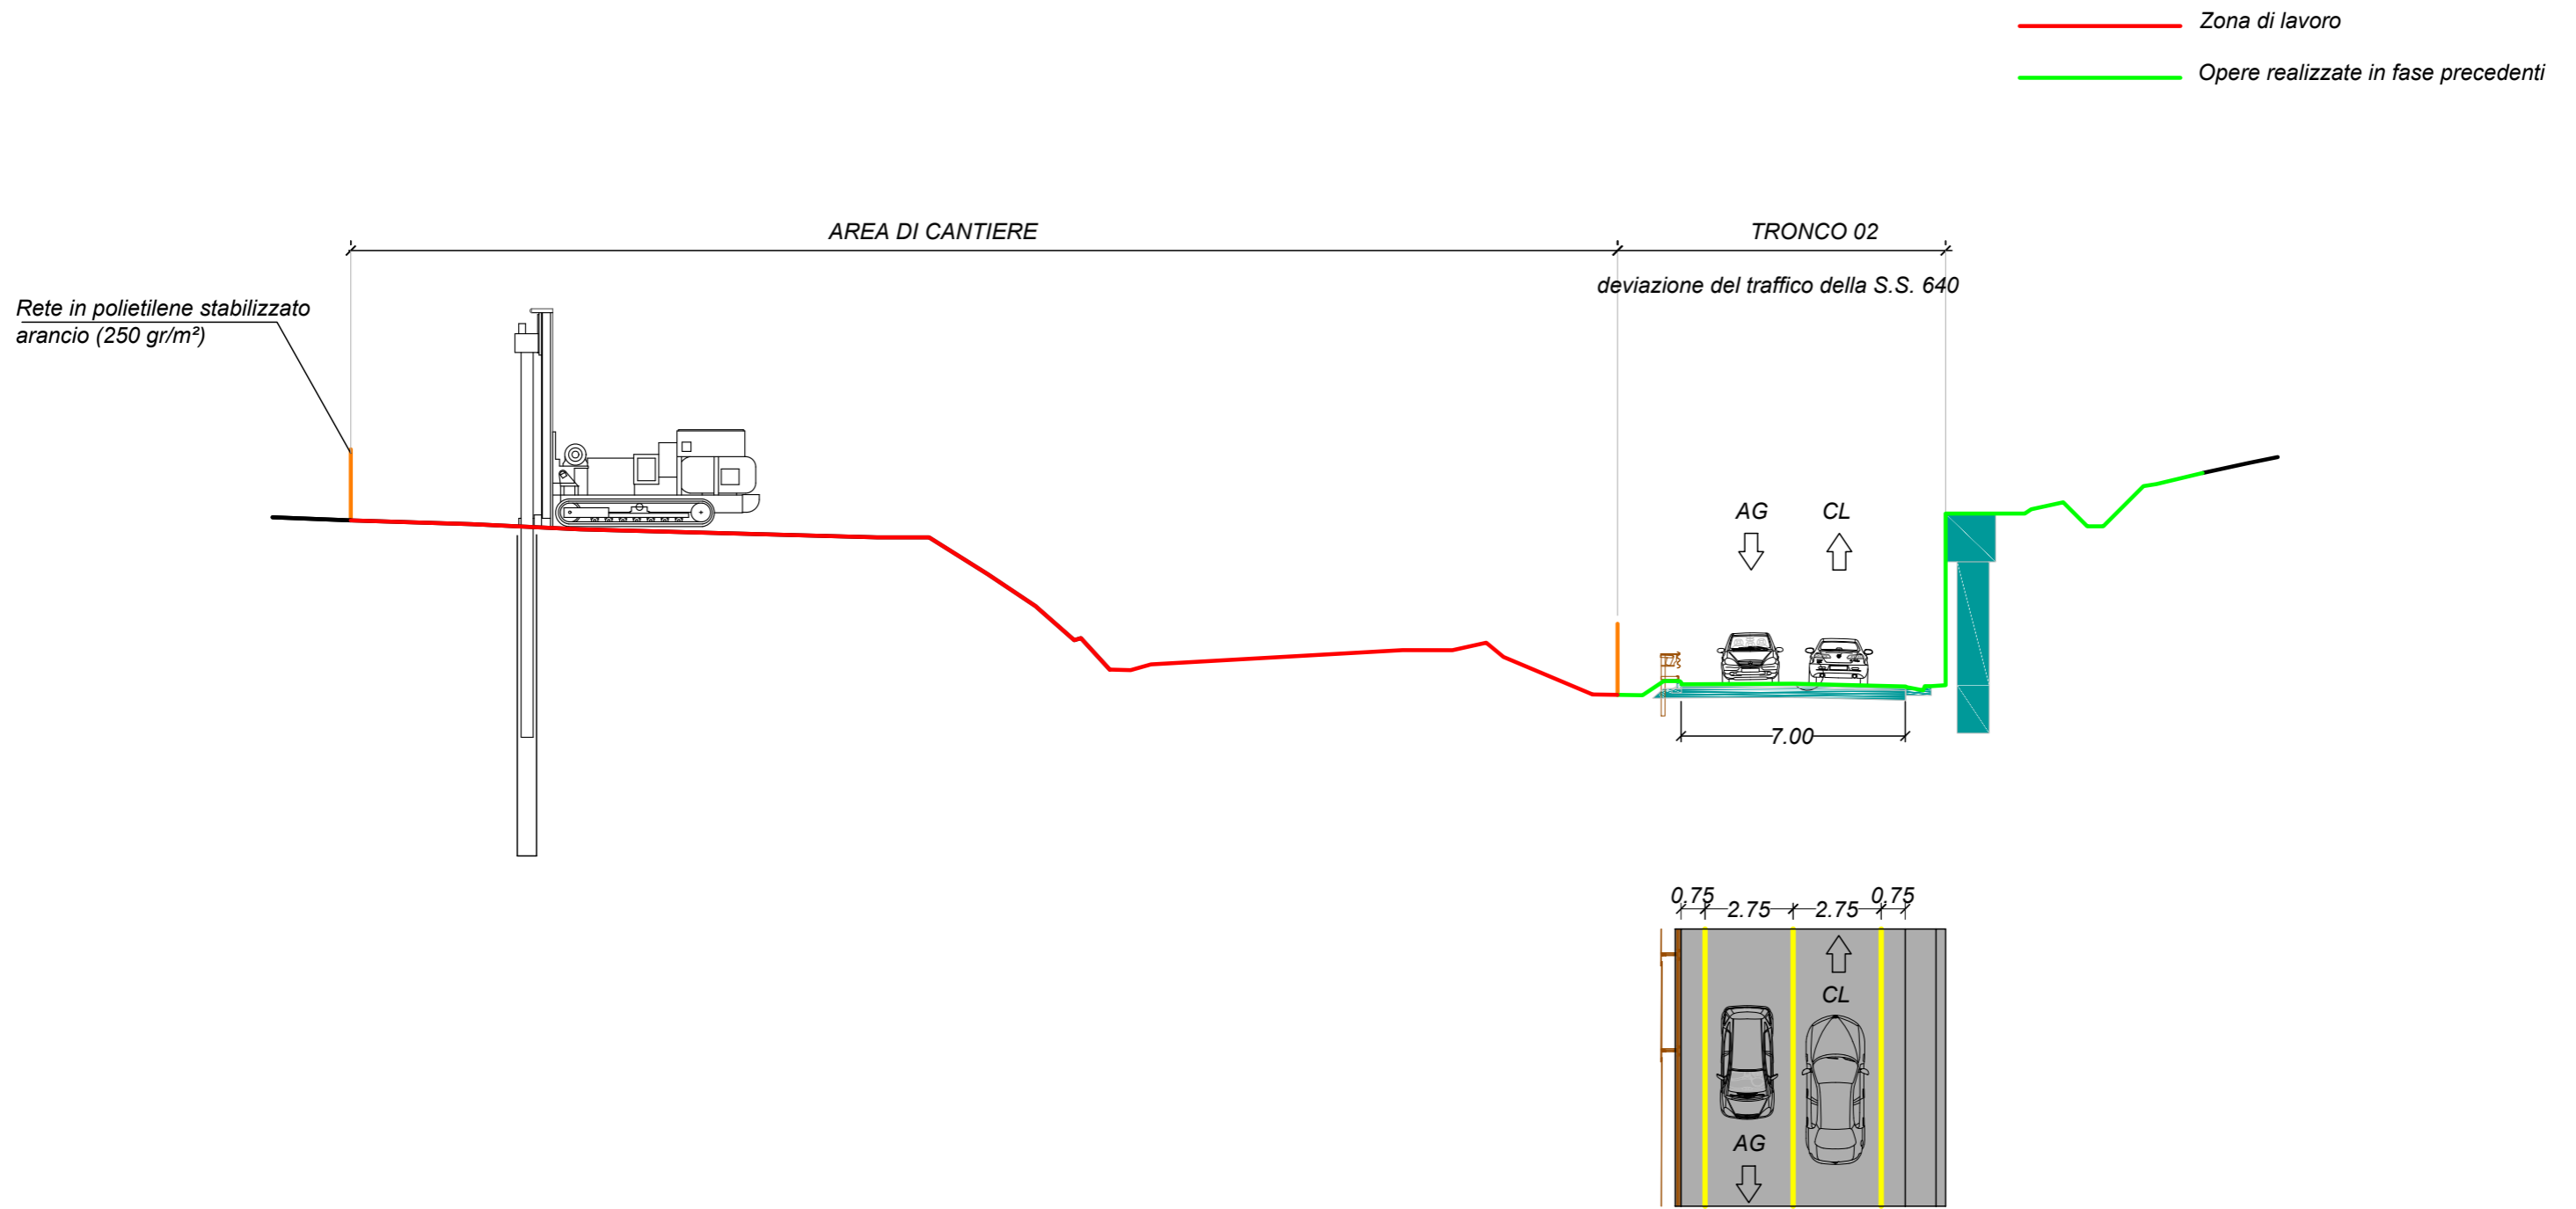 Zona di lavoro
Opere realizzate in fase precedenti
AREA DI CANTIERE
TRONCO 02
deviazione del traffico della S.S. 640
Rete in polietilene stabilizzato
arancio (250 gr/m²)
AG
CL
7.00
0.75
2.75
2.75
0.75
CL
AG